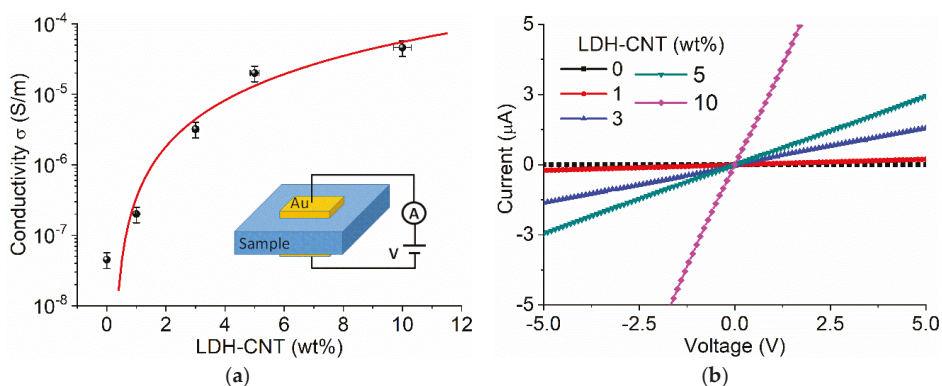 10⁻⁴
10⁻⁵
10⁻⁶
10⁻⁷
10⁻⁸
Conductivity σ (S/m)
0 2 4 6 8 10 12
LDH-CNT (wt%)
Au
Sample
A
V
(a)
LDH-CNT (wt%)
0 5
1 10
3
5
3
0
-3
-5
Current (μA)
-5.0 -2.5 0.0 2.5 5.0
Voltage (V)
(b)